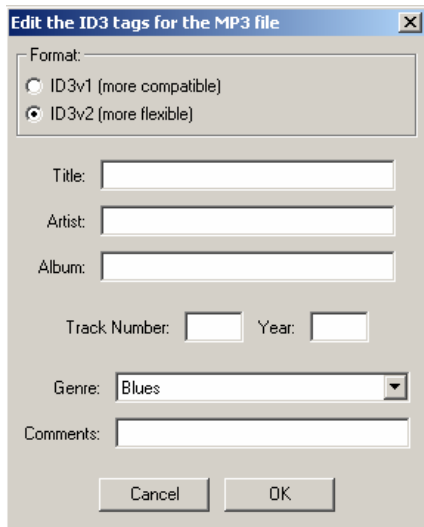 Edit the ID3 tags for the MP3 file
Format:
ID3v1 (more compatible)
ID3v2 (more flexible)
Title:
Artist:
Album:
Track Number: Year:
Genre: Blues
Comments:
Cancel OK